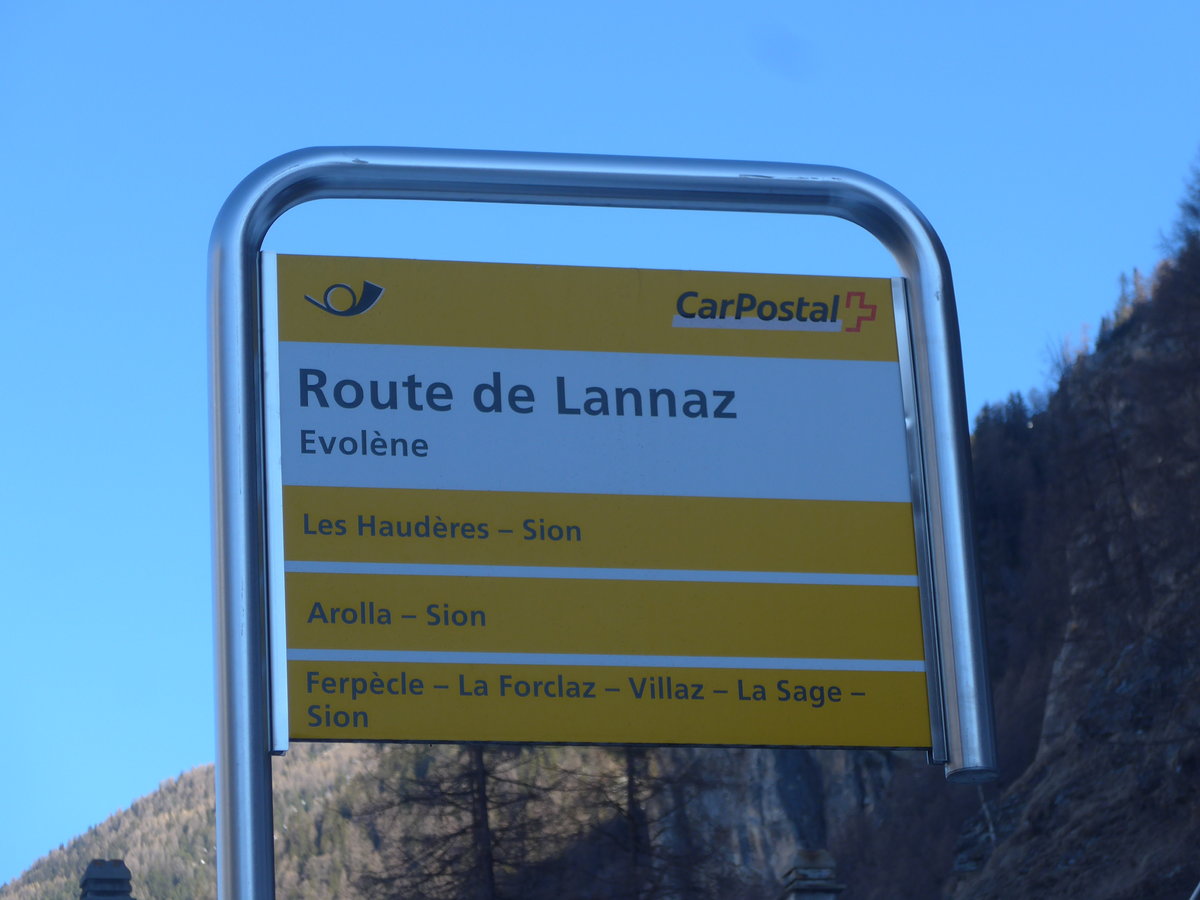 CarPostal
Route de Lannaz
Evolène
Les Haudères – Sion
Arolla – Sion
Ferpècle – La Forclaz – Villaz – La Sage –
Sion